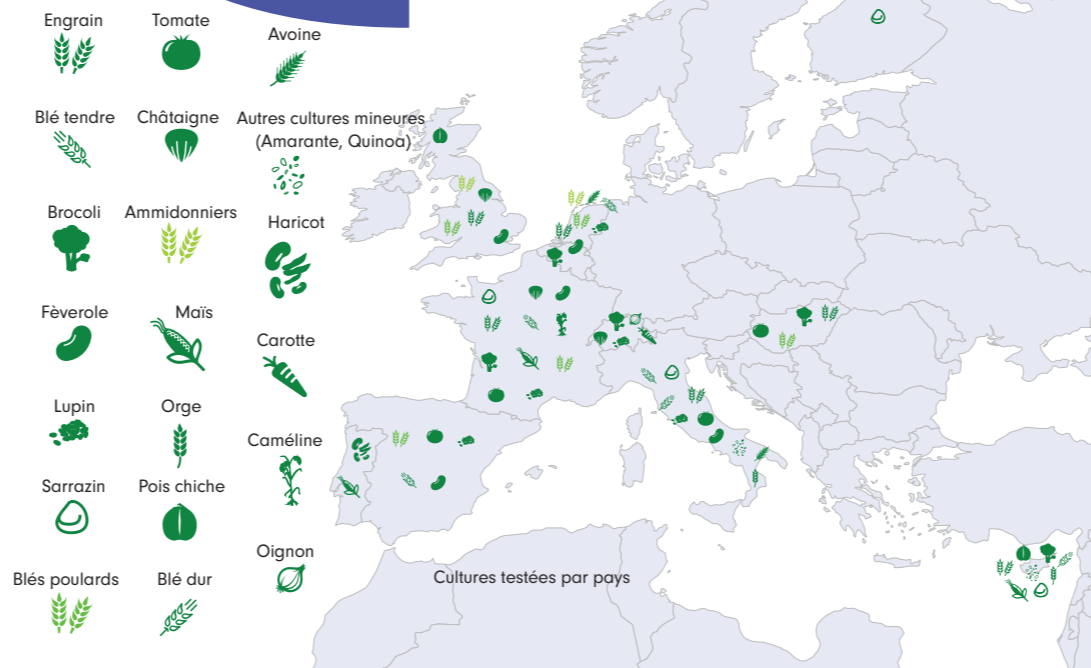 Engrain
Tomate
Avoine
Blé tendre
Châtaigne
Autres cultures mineures
(Amarante, Quinoa)
Brocoli
Ammidonniers
Haricot
Fèverole
Maïs
Carotte
Lupin
Orge
Caméline
Sarrazin
Pois chiche
Oignon
Blés poulards
Blé dur
Cultures testées par pays